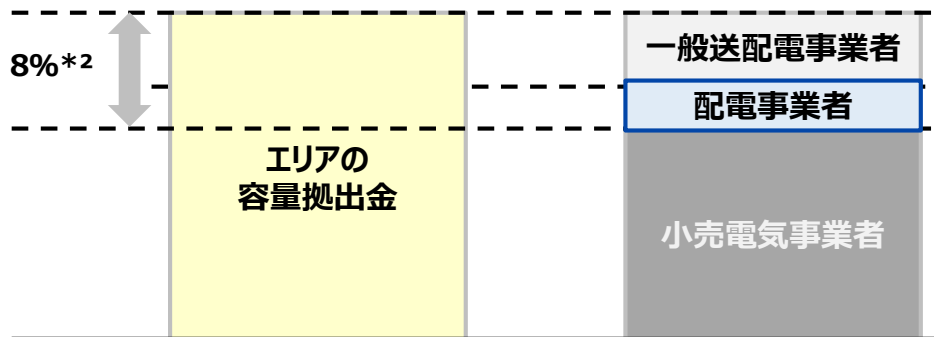 8%*²
エリアの
容量拠出金
一般送配電事業者
配電事業者
小売電気事業者